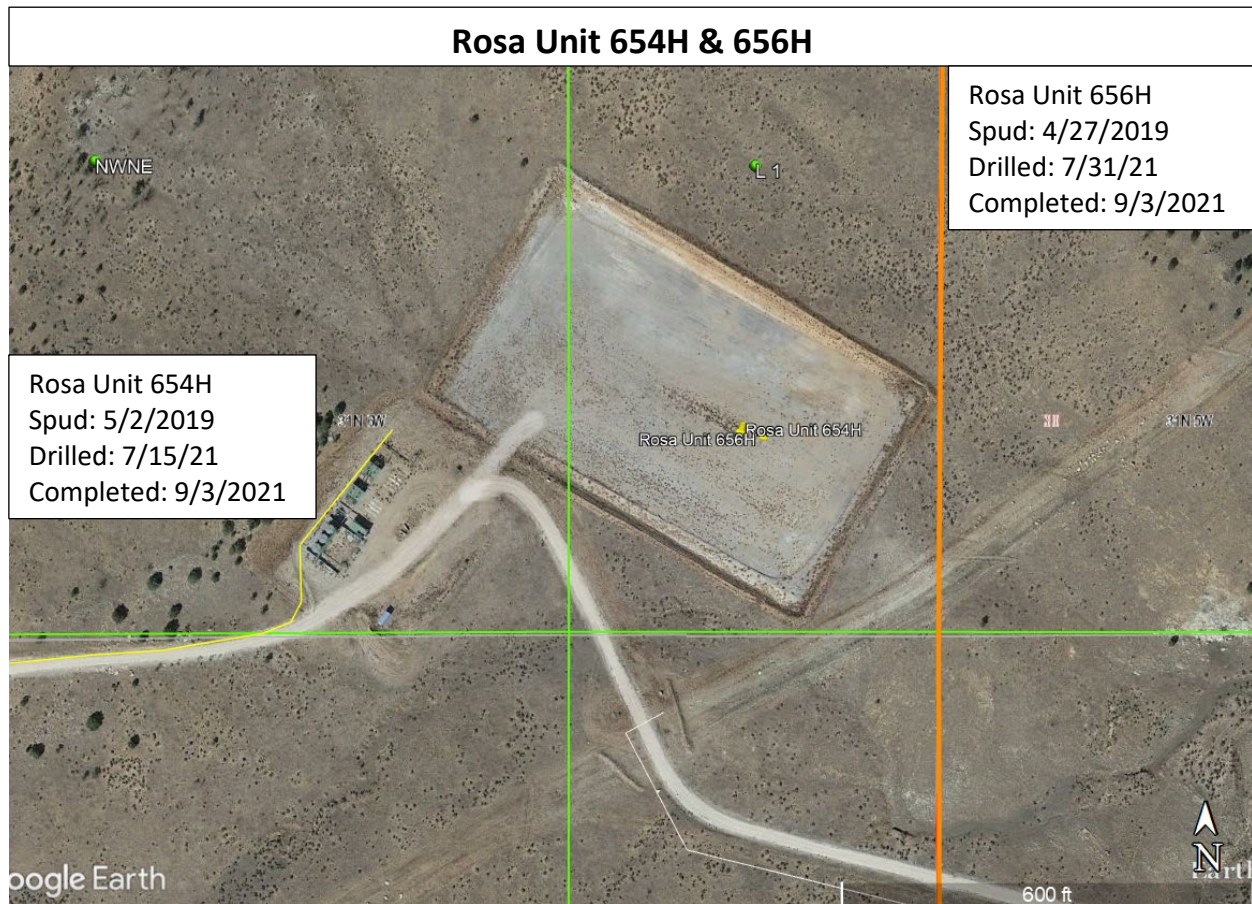 Rosa Unit 654H & 656H
Rosa Unit 656H
Spud: 4/27/2019
Drilled: 7/31/21
Completed: 9/3/2021
NWNE
L 1
Rosa Unit 654H
Spud: 5/2/2019
Drilled: 7/15/21
Completed: 9/3/2021
31N 5W
31N 5W
Rosa Unit 654H
Rosa Unit 656H
N
oogle Earth
Earth
600 ft